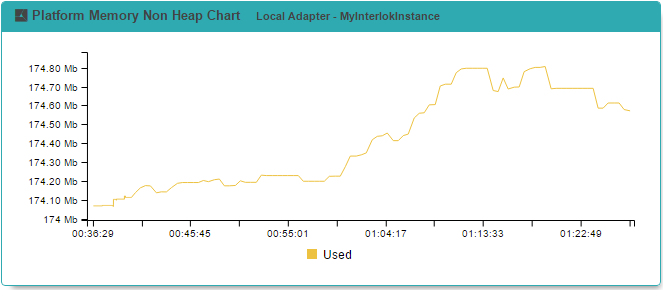 Platform Memory Non Heap Chart Local Adapter - MyInterlokInstance
174.80 Mb
174.70 Mb
174.60 Mb
174.50 Mb
174.40 Mb
174.30 Mb
174.20 Mb
174.10 Mb
174 Mb
00:36:29 00:45:45 00:55:01 01:04:17 01:13:33 01:22:49
Used